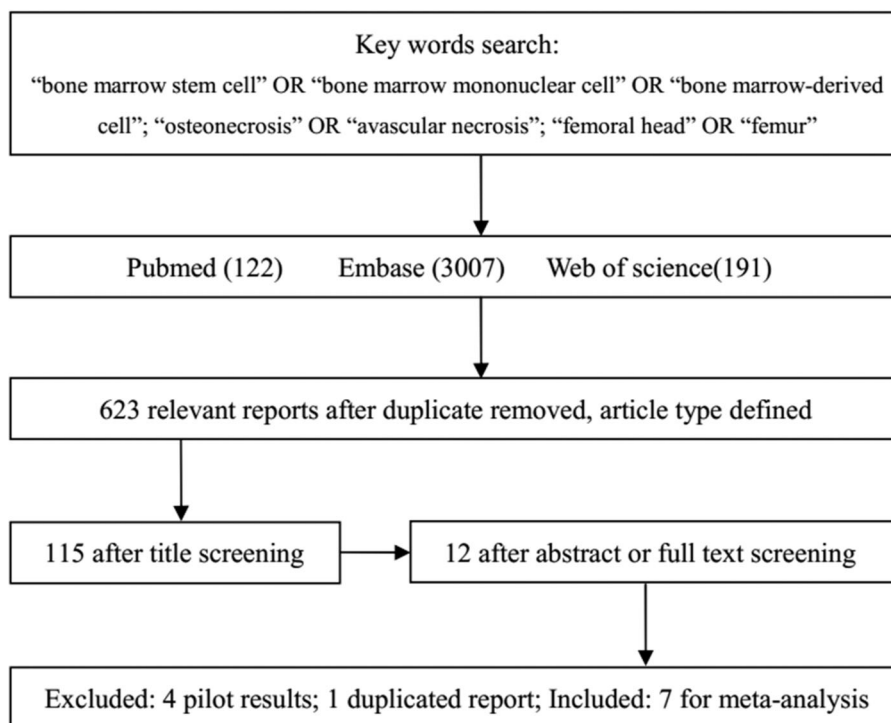 Key words search:
“bone marrow stem cell” OR “bone marrow mononuclear cell” OR “bone marrow-derived
cell”; “osteonecrosis” OR “avascular necrosis”; “femoral head” OR “femur”
Pubmed (122) Embase (3007) Web of science(191)
623 relevant reports after duplicate removed, article type defined
115 after title screening
12 after abstract or full text screening
Excluded: 4 pilot results; 1 duplicated report; Included: 7 for meta-analysis